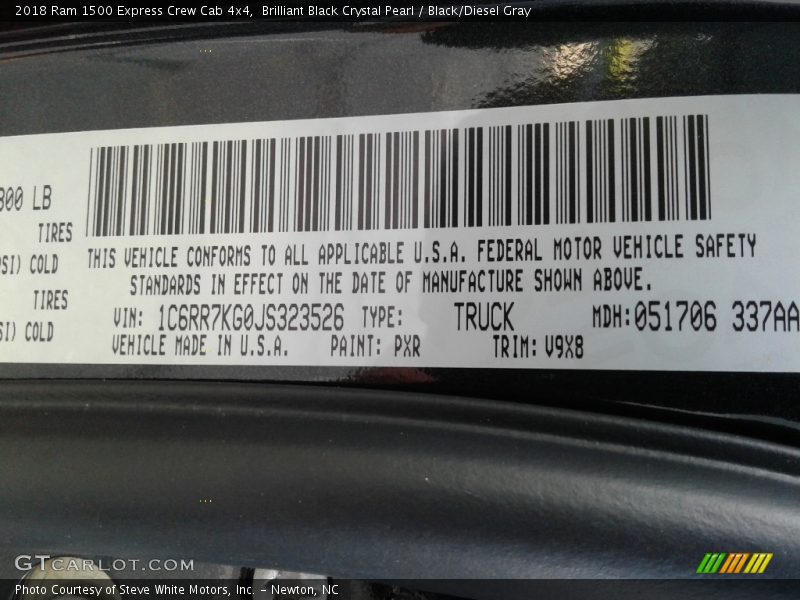 2018 Ram 1500 Express Crew Cab 4x4,  Brilliant Black Crystal Pearl / Black/Diesel Gray
300 LB
TIRES
PSI) COLD
TIRES
SI) COLD
THIS VEHICLE CONFORMS TO ALL APPLICABLE U.S.A. FEDERAL MOTOR VEHICLE SAFETY
STANDARDS IN EFFECT ON THE DATE OF MANUFACTURE SHOWN ABOVE.
VIN: 1C6RR7KG0JS323526 TYPE: TRUCK MDH:051706 337AA
VEHICLE MADE IN U.S.A. PAINT: PXR TRIM: V9X8
GTCARLOT.COM
Photo Courtesy of Steve White Motors, Inc. - Newton, NC